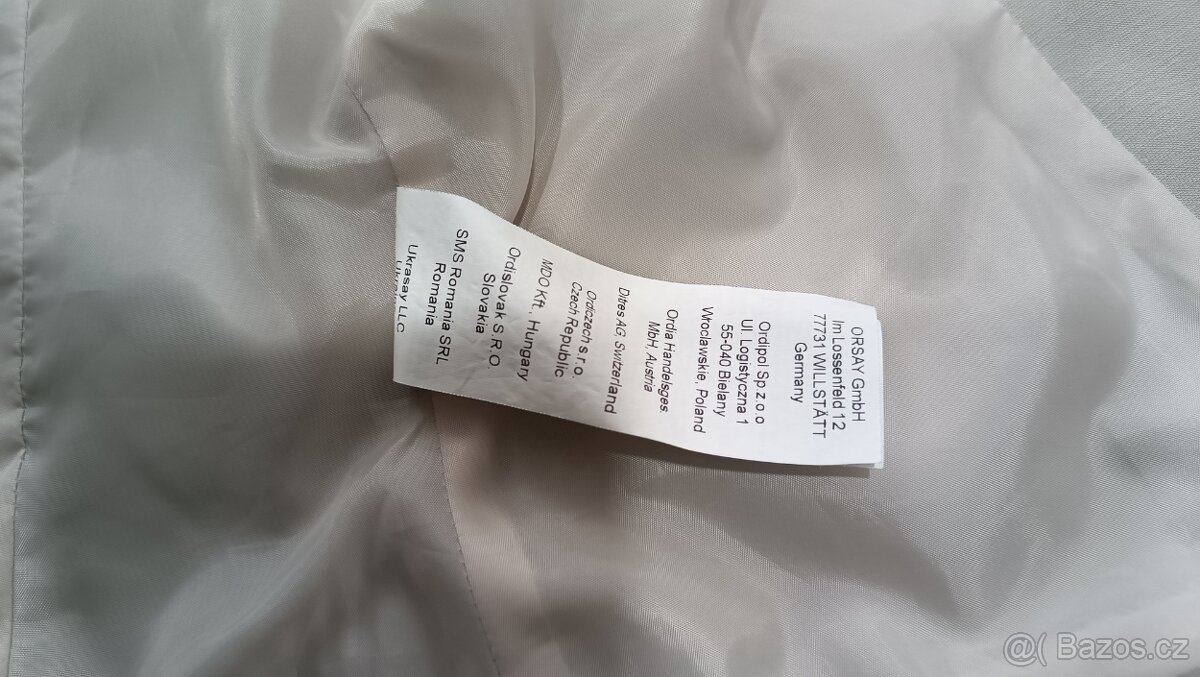 ORSAY GmbH
Im Lossenfeld 12
77731 WILLSTÄTT
Germany
Ordipol Sp z.o.o
Ul. Logistyczna 1
55-040 Bielany
Wroclawskie, Poland
Ordia Handelsges.
MbH, Austria
Ditres AG, Switzerland
Ordiczech s.r.o.
Czech Republic
MDO Kft., Hungary
Ordislovak S.R.O.
Slovakia
SMS Romania SRL
Romania
Ukrasay LLC
@( Bazos.cz